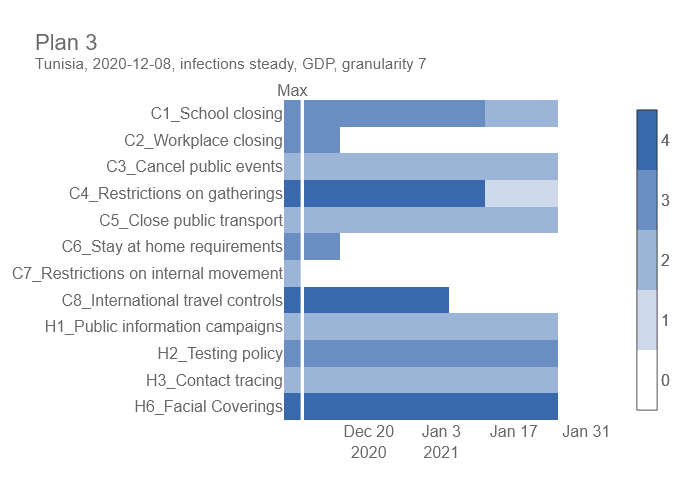 Plan 3
Tunisia, 2020-12-08, infections steady, GDP, granularity 7
Max
C1_School closing
C2_Workplace closing
C3_Cancel public events
C4_Restrictions on gatherings
C5_Close public transport
C6_Stay at home requirements
C7_Restrictions on internal movement
C8_International travel controls
H1_Public information campaigns
H2_Testing policy
H3_Contact tracing
H6_Facial Coverings
Dec 20 Jan 3 Jan 17 Jan 31
2020 2021
4
3
2
1
0